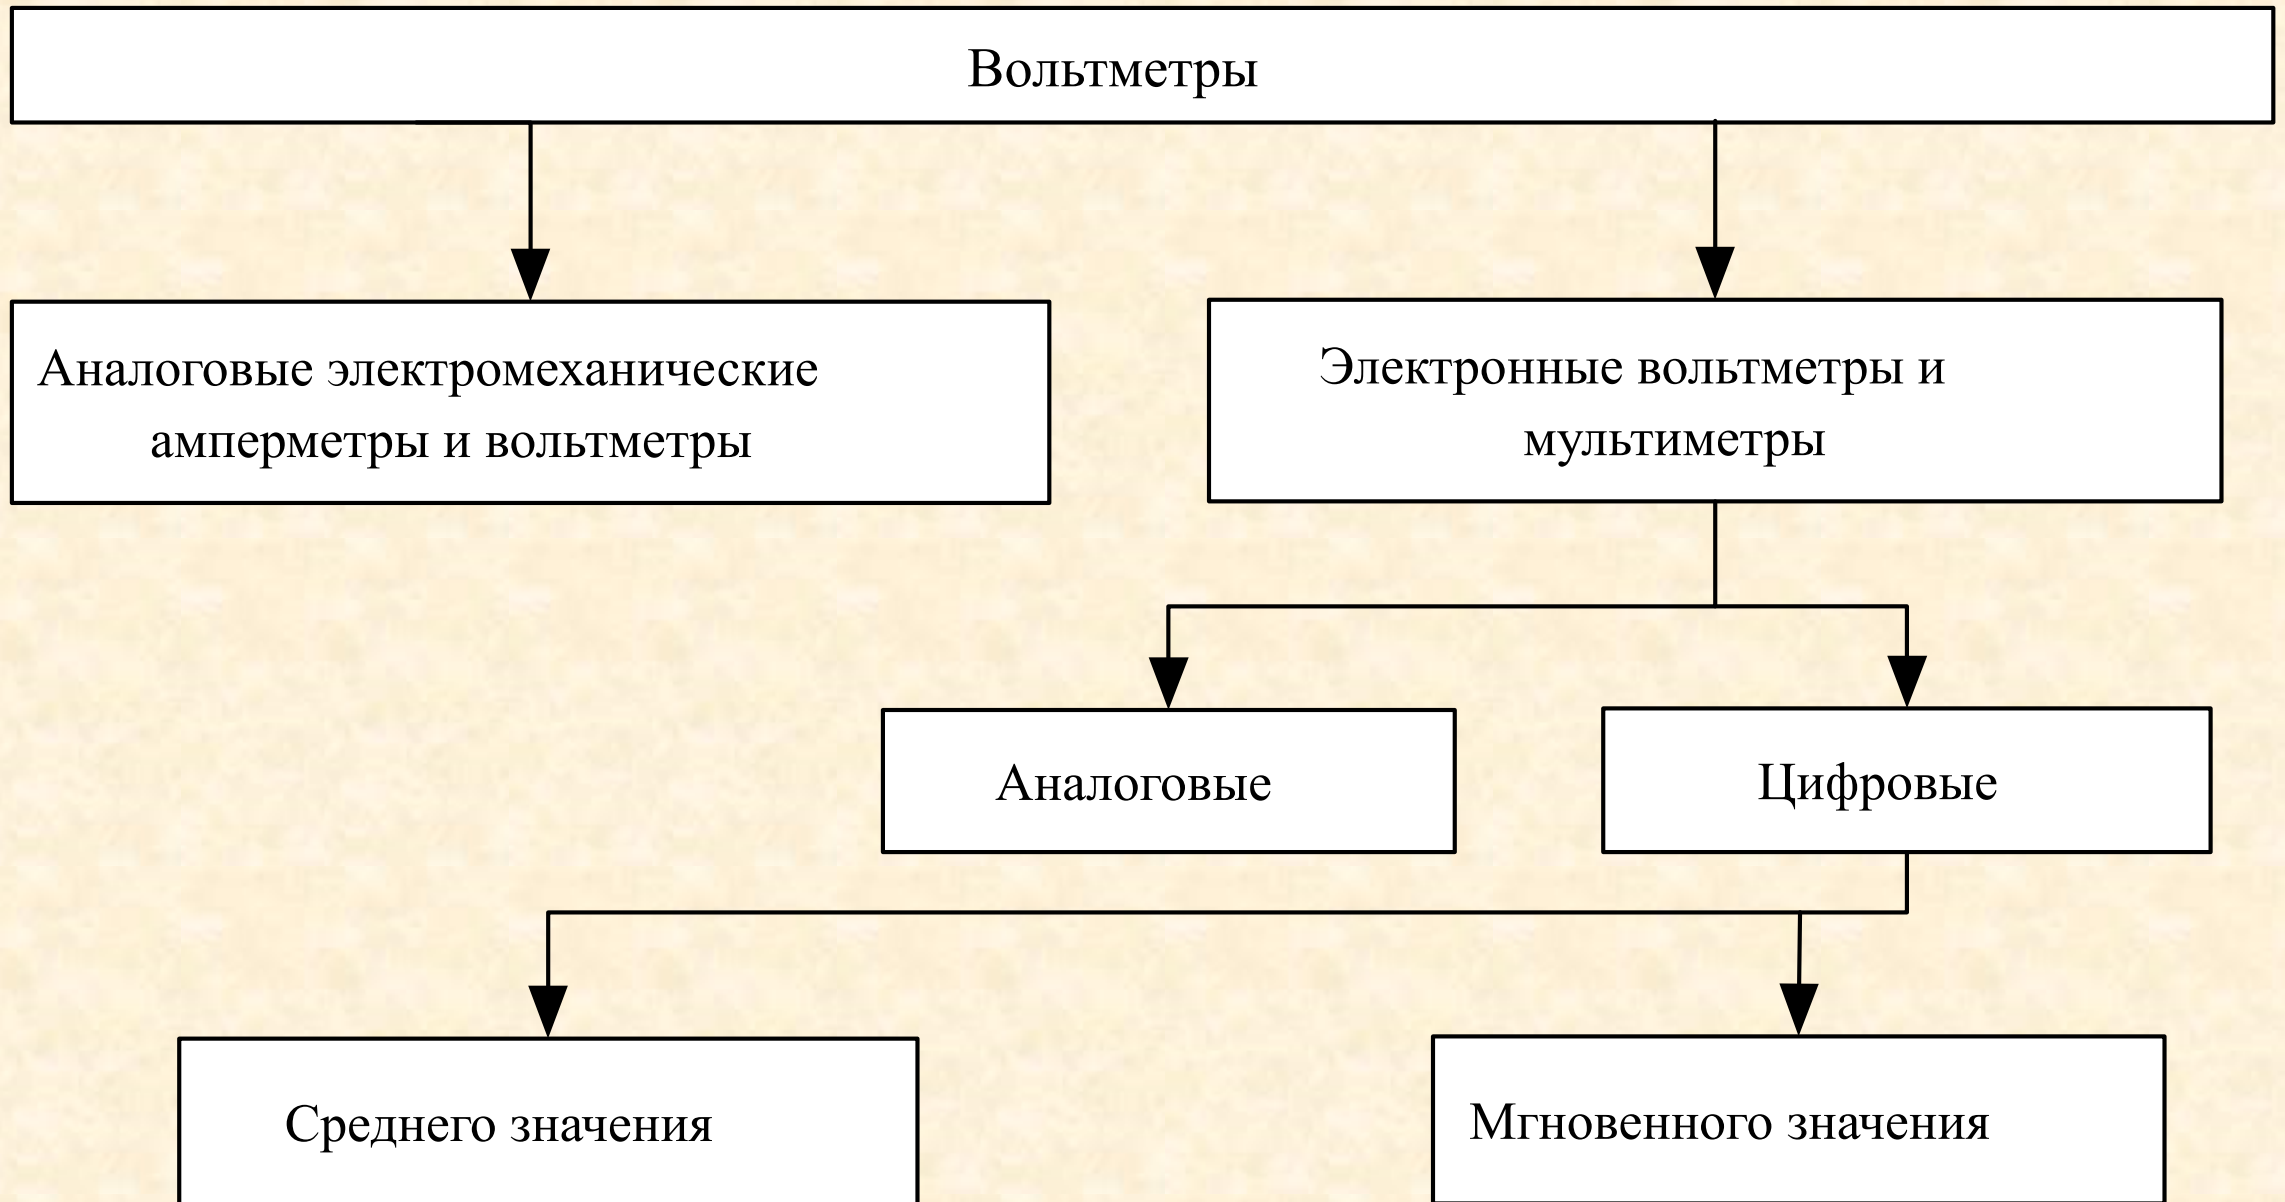 Вольтметры
Аналоговые электромеханические
амперметры и вольтметры
Электронные вольтметры и
мультиметры
Аналоговые
Цифровые
Среднего значения
Мгновенного значения